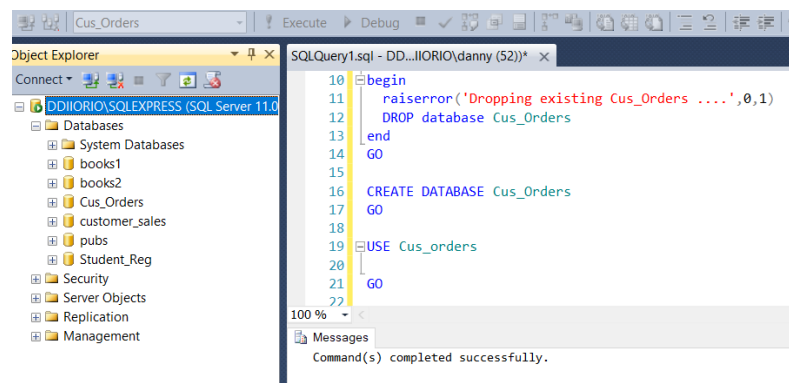 Cus_Orders
Execute Debug
Object Explorer
SQLQuery1.sql - DD...IIORIO\danny (52))*
Connect
DDIIORIO\SQLEXPRESS (SQL Server 11.0
Databases
System Databases
books1
books2
Cus_Orders
customer_sales
pubs
Student_Reg
Security
Server Objects
Replication
Management
10 begin
11 raiserror('Dropping existing Cus_Orders ....',0,1)
12 DROP database Cus_Orders
13 end
14 GO
15
16 CREATE DATABASE Cus_Orders
17 GO
18
19 USE Cus_orders
20
21 GO
22
100 %
Messages
Command(s) completed successfully.